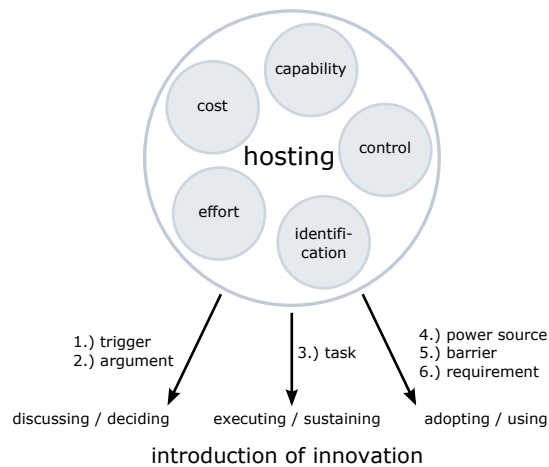 capability
cost
control
hosting
effort
identifi-
cation
1.) trigger
2.) argument
3.) task
4.) power source
5.) barrier
6.) requirement
discussing / deciding
executing / sustaining
adopting / using
introduction of innovation